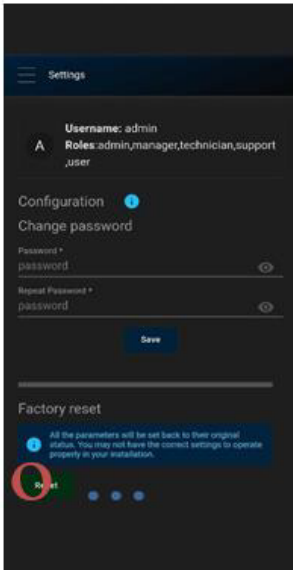 Settings
A
Username: admin
Roles:admin,manager,technician,support
,user
Configuration
Change password
Password *
password
Repeat Password *
password
Save
Factory reset
All the parameters will be set back to their original
status. You may not have the correct settings to operate
properly in your installation.
Reset